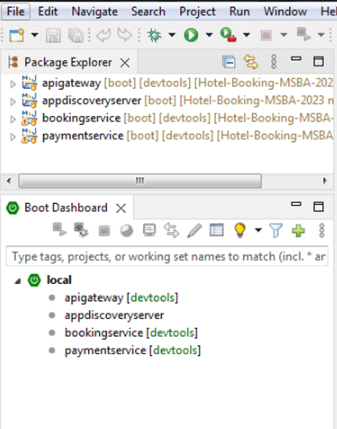 File Edit Navigate Search Project Run Window He
Package Explorer
apigateway [boot] [devtools] [Hotel-Booking-MSBA-202
appdiscoveryserver [boot] [Hotel-Booking-MSBA-2023 n
bookingservice [boot] [devtools] [Hotel-Booking-MSBA-
paymentservice [boot] [devtools] [Hotel-Booking-MSBA-
Boot Dashboard
Type tags, projects, or working set names to match (incl. * ar
local
apigateway [devtools]
appdiscoveryserver
bookingservice [devtools]
paymentservice [devtools]